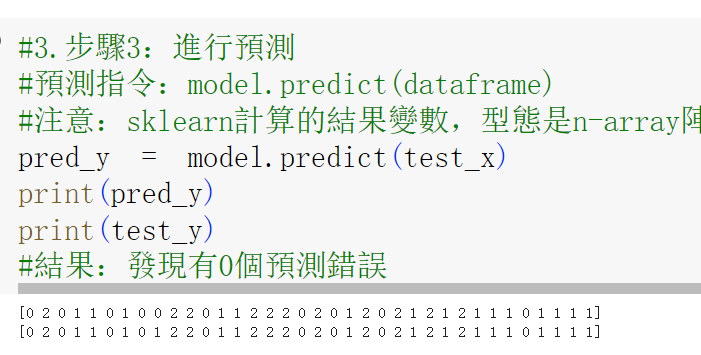 #3.步驟3：進行預測
#預測指令：model.predict(dataframe)
#注意：sklearn計算的結果變數，型態是n-array陣
pred_y = model.predict(test_x)
print(pred_y)
print(test_y)
#結果：發現有0個預測錯誤
[0 2 0 1 1 0 1 0 0 2 2 0 1 1 2 2 2 0 2 0 1 2 0 2 1 2 1 2 1 1 0 1 1 1 1]
[0 2 0 1 1 0 1 0 1 2 2 0 1 1 2 2 2 0 1 2 0 2 1 2 1 2 1 1 1 0 1 1 1 1]